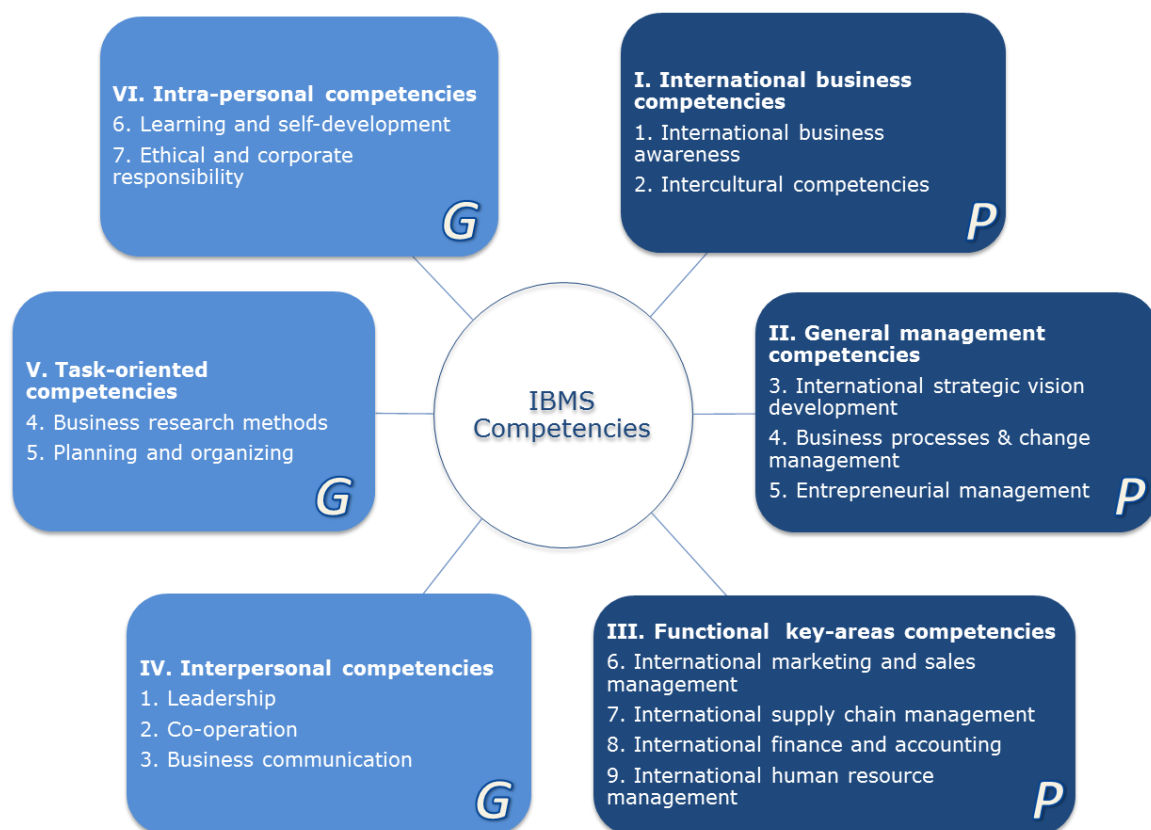 VI. Intra-personal competencies
6. Learning and self-development
7. Ethical and corporate
responsibility
G
I. International business
competencies
1. International business
awareness
2. Intercultural competencies
P
V. Task-oriented
competencies
4. Business research methods
5. Planning and organizing
G
IBMS
Competencies
II. General management
competencies
3. International strategic vision
development
4. Business processes & change
management
5. Entrepreneurial management
P
IV. Interpersonal competencies
1. Leadership
2. Co-operation
3. Business communication
G
III. Functional key-areas competencies
6. International marketing and sales
management
7. International supply chain management
8. International finance and accounting
9. International human resource
management
P